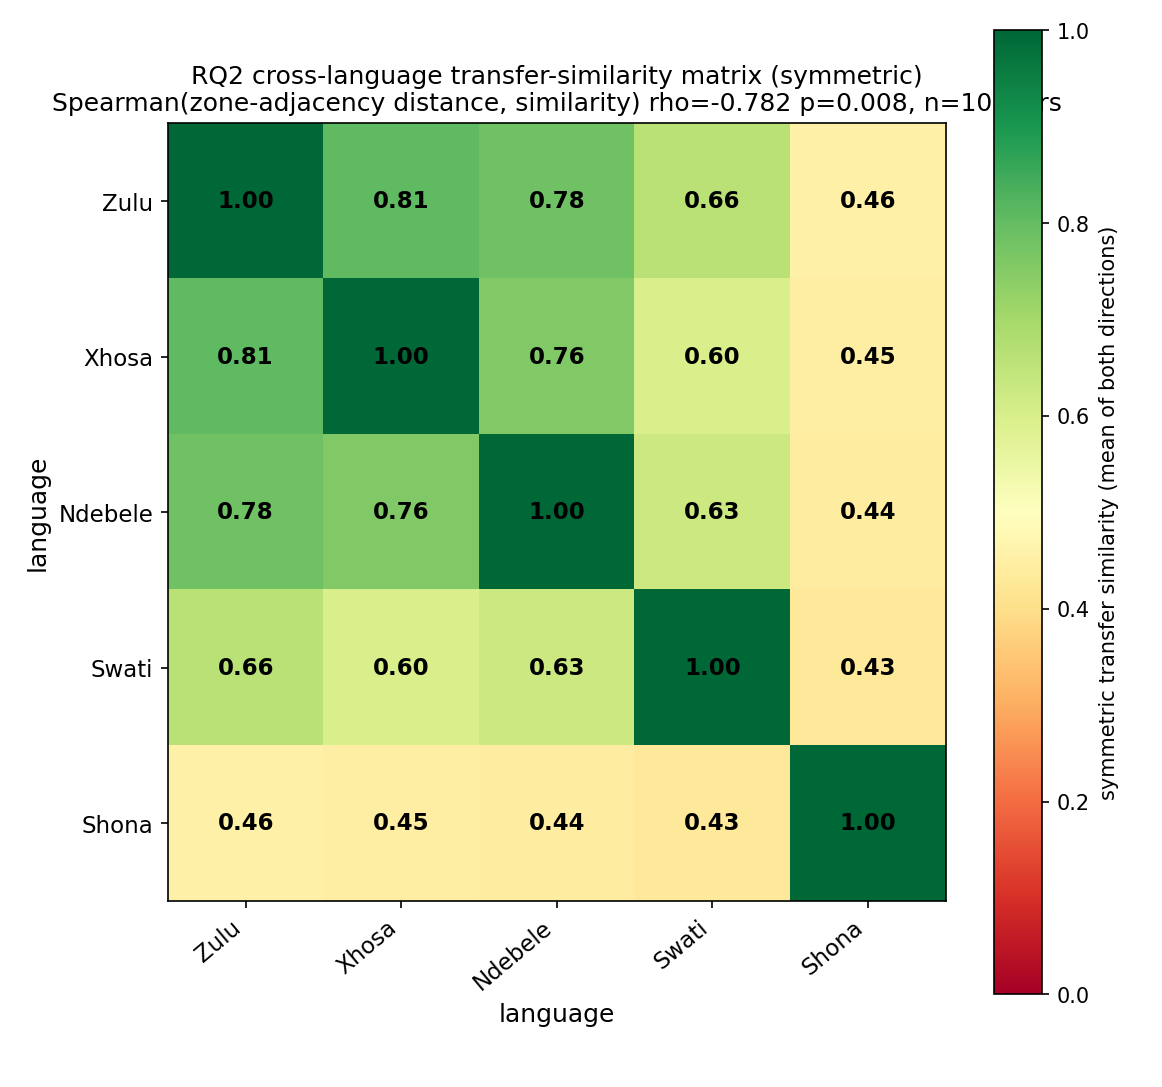 RQ2 cross-language transfer-similarity matrix (symmetric)
Spearman(zone-adjacency distance, similarity) rho=-0.782 p=0.008, n=10
language
Zulu 1.00 0.81 0.78 0.66 0.46
Xhosa 0.81 1.00 0.76 0.60 0.45
Ndebele 0.78 0.76 1.00 0.63 0.44
Swati 0.66 0.60 0.63 1.00 0.43
Shona 0.46 0.45 0.44 0.43 1.00
Zulu Xhosa Ndebele Swati Shona
language
1.0
0.8
0.6
0.4
0.2
0.0
symmetric transfer similarity (mean of both directions)